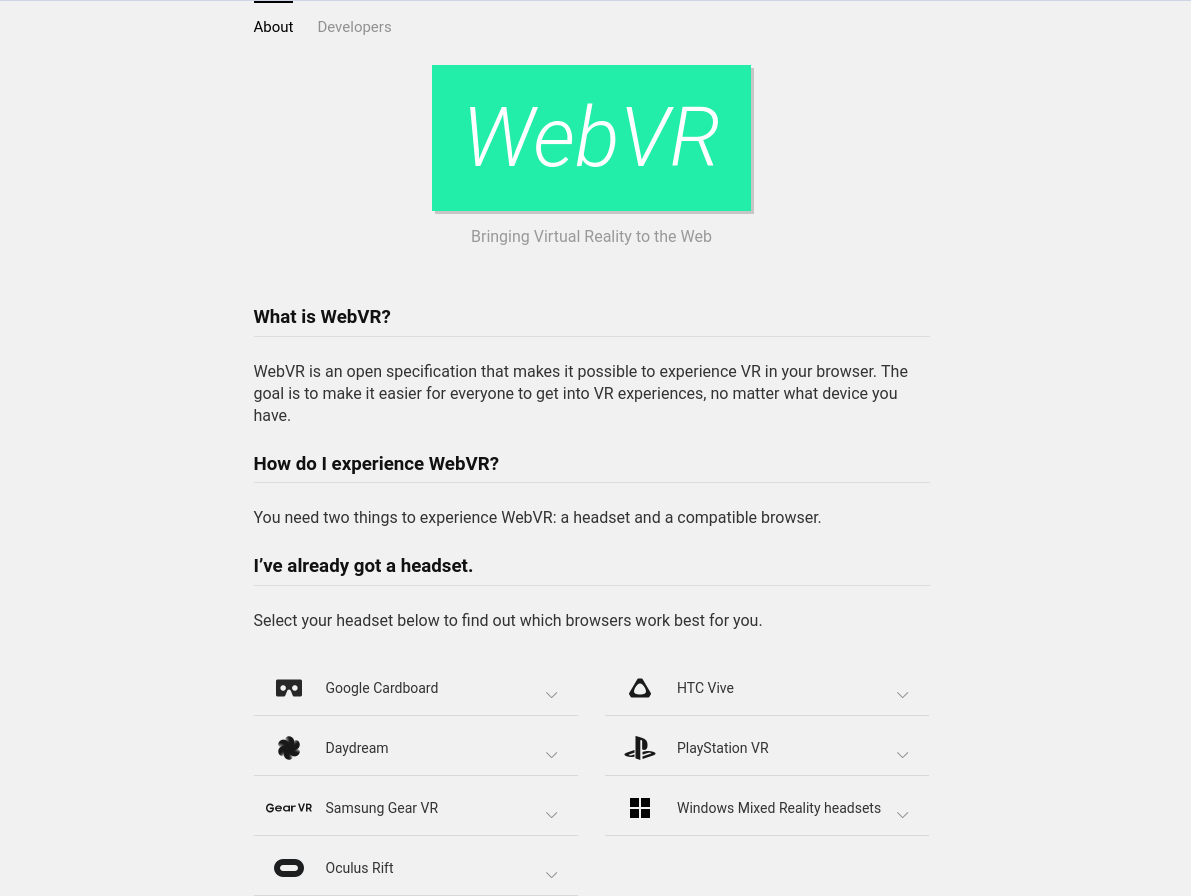 About Developers
WebVR
Bringing Virtual Reality to the Web
What is WebVR?
WebVR is an open specification that makes it possible to experience VR in your browser. The
goal is to make it easier for everyone to get into VR experiences, no matter what device you
have.
How do I experience WebVR?
You need two things to experience WebVR: a headset and a compatible browser.
I’ve already got a headset.
Select your headset below to find out which browsers work best for you.
Google Cardboard
HTC Vive
Daydream
PlayStation VR
Gear VR Samsung Gear VR
Windows Mixed Reality headsets
Oculus Rift